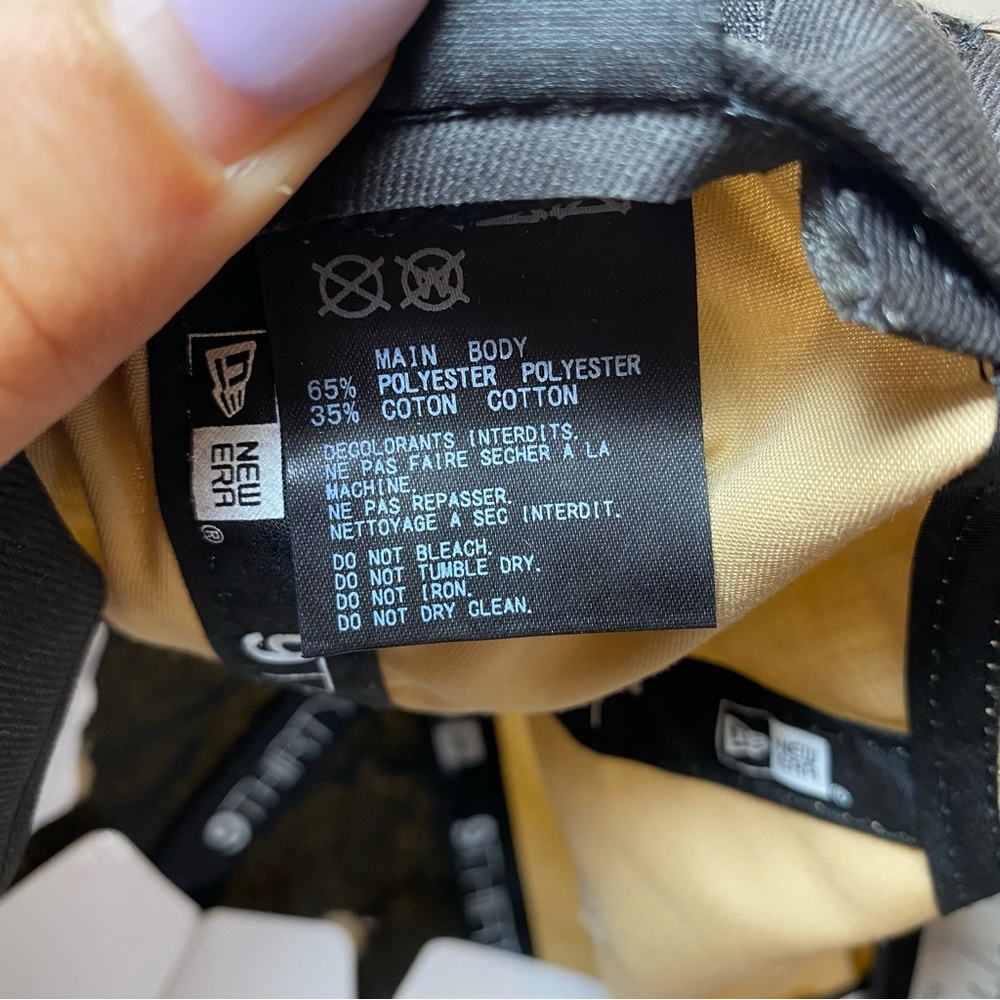 W
MAIN BODY
65% POLYESTER POLYESTER
35% COTON COTTON
DECOLORANTS INTERDITS.
NE PAS FAIRE SEGHER A LA
MACHINE.
NE PAS REPASSER
NETTOYAGE A SEC INTERDIT.
DO NOT BLEACH.
DO NOT TUMBLE DRY.
DO NOT IRON.
DO NOT DRY CLEAN.
NEW
ERA
®
NEW
ERA
®